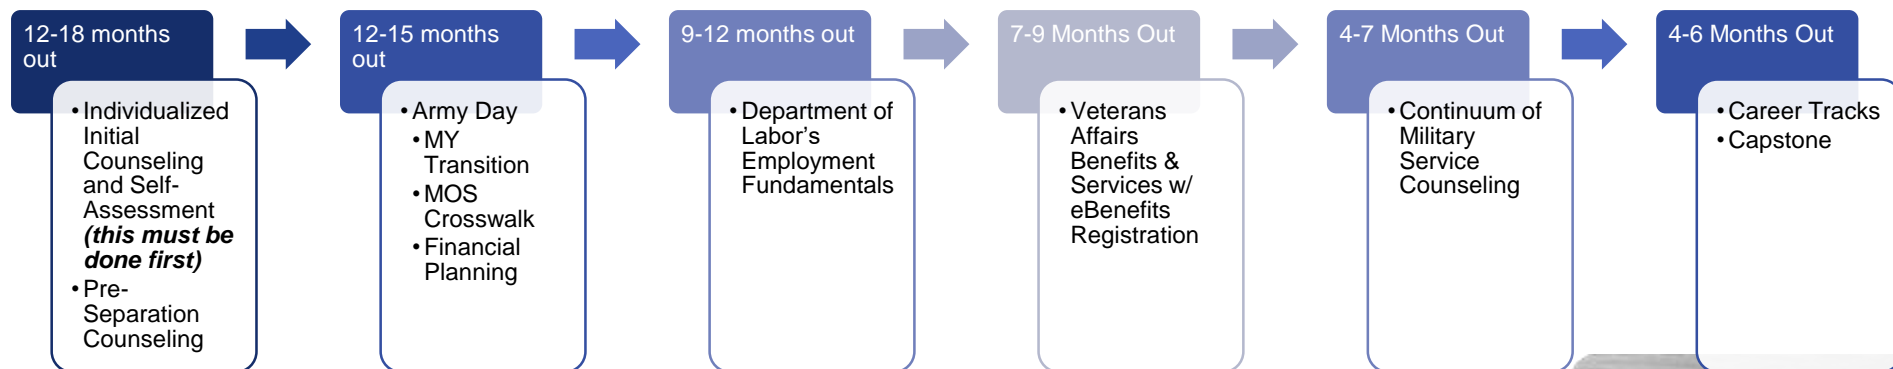 12-18 months
out
• Individualized
Initial
Counseling
and Self-
Assessment
(this must be
done first)
• Pre-
Separation
Counseling
12-15 months
out
• Army Day
• MY
Transition
• MOS
Crosswalk
• Financial
Planning
9-12 months out
• Department of
Labor's
Employment
Fundamentals
7-9 Months Out
• Veterans
Affairs
Benefits &
Services w/
eBenefits
Registration
4-7 Months Out
• Continuum of
Military
Service
Counseling
4-6 Months Out
• Career Tracks
• Capstone